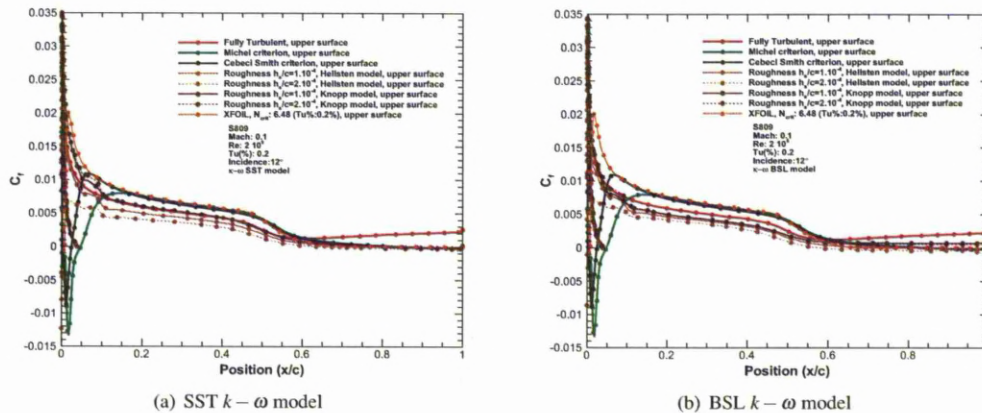 0.035
0.03
0.025
0.02
0.015
0.01
0.005
0
-0.005
-0.01
-0.015
Cf
Fully Turbulent, upper surface
Michel criterion, upper surface
Cebeci Smith criterion, upper surface
Roughness hs/c=1.10⁻⁴, Hellsten model, upper surface
Roughness hs/c=2.10⁻⁴, Hellsten model, upper surface
Roughness hs/c=1.10⁻⁴, Knopp model, upper surface
Roughness hs/c=2.10⁻⁴, Knopp model, upper surface
XFOIL, Ncrit: 6.48 (Tu%:0.2%), upper surface
S809
Mach: 0.1
Tu(%): 0.2
Incidence:12°
κ-ω SST model
0 0.2 0.4 0.6 0.8 1
Position (x/c)
(a) SST k − ω model
0.035
0.03
0.025
0.02
0.015
0.01
0.005
0
-0.005
-0.01
-0.015
Cf
Fully Turbulent, upper surface
Michel criterion, upper surface
Cebeci Smith criterion, upper surface
Roughness hs/c=1.10⁻⁴, Hellsten model, upper surface
Roughness hs/c=2.10⁻⁴, Hellsten model, upper surface
Roughness hs/c=1.10⁻⁴, Knopp model, upper surface
Roughness hs/c=2.10⁻⁴, Knopp model, upper surface
XFOIL, Ncrit: 6.48 (Tu%:0.2%), upper surface
S809
Mach: 0.1
Tu(%): 0.2
Incidence:12°
κ-ω BSL model
0 0.2 0.4 0.6 0.8
Position (x/c)
(b) BSL k − ω model